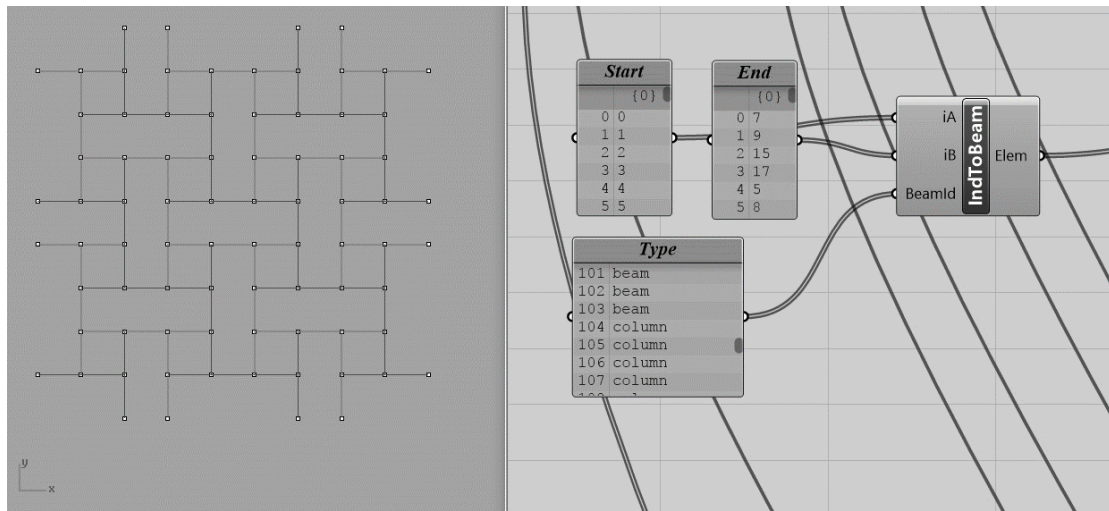 Start
{0}
0 0
1 1
2 2
3 3
4 4
5 5
End
{0}
0 7
1 9
2 15
3 17
4 5
5 8
iA
iB
BeamId
IndToBeam
Elem
Type
101 beam
102 beam
103 beam
104 column
105 column
106 column
107 column
y
x